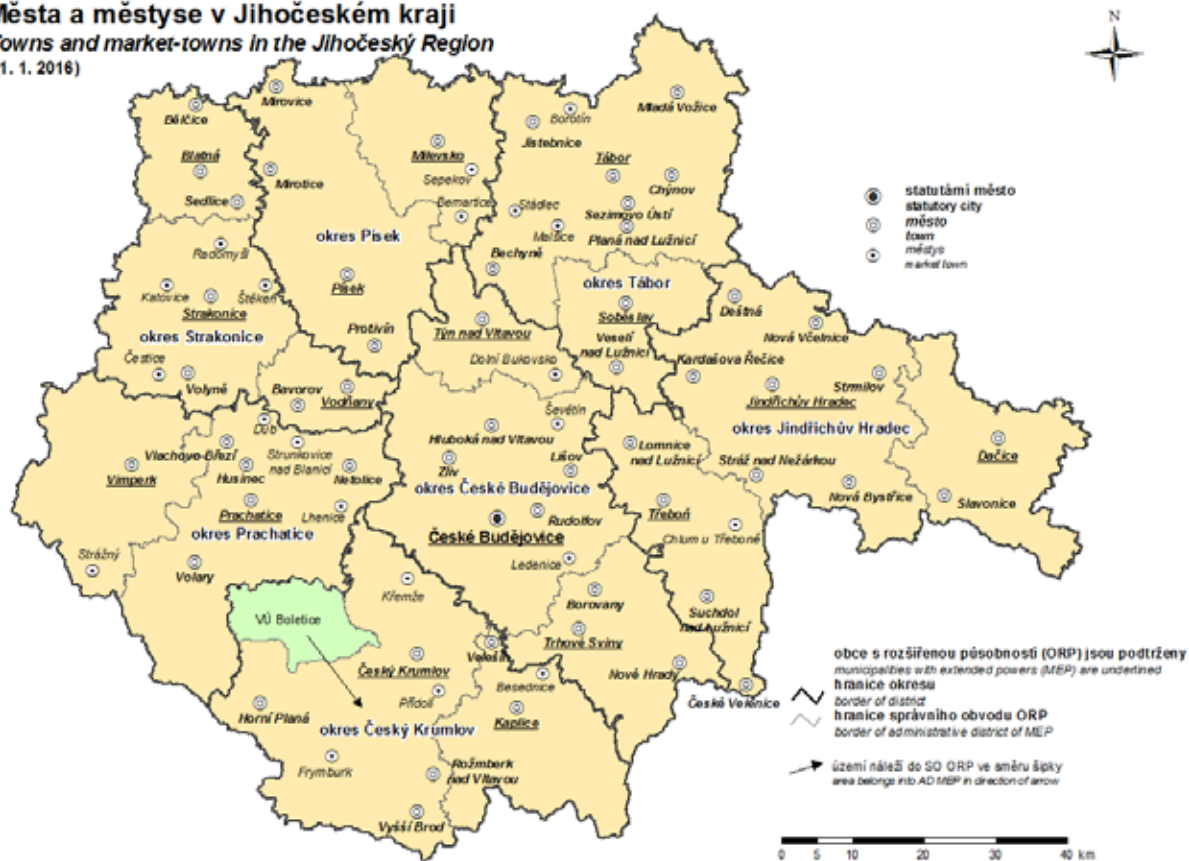 Města a městyse v Jihočeském kraji
Towns and market-towns in the Jihočeský Region
1. 1. 2016)
N
Mirovice
Bělčice
Borotín
Mladá Vožice
Jistebnice
Blatná
Milevsko
Tábor
Mirotice
Sepekov
Chýnov
Sedlice
Bernartice
Stádlec
Sezimovo Ústí
Malšice
Planá nad Lužnicí
okres Písek
Radomyšl
Bechyně
okres Tábor
Písek
Katovice
Štěkeň
Strakonice
Deštná
Soběslav
okres Strakonice
Protivín
Týn nad Vltavou
Veselí
nad Lužnicí
Nová Včelnice
Čestice
Dolní Bukovsko
Kardašova Řečice
Volyně
Bavorov
Vodňany
Strmilov
Jindřichův Hradec
Ševětín
okres Jindřichův Hradec
Dub
Hluboká nad Vltavou
Lomnice
nad Lužnicí
Strunkovice
nad Blanicí
Vlachovo Březí
Dačice
Lišov
Zliv
Stráž nad Nežárkou
Husinec
Netolice
Vimperk
okres České Budějovice
Nová Bystřice
Slavonice
Prachatice
Lhenice
Rudolfov
Třeboň
okres Prachatice
České Budějovice
Chlum u Třeboně
Strážný
Ledenice
Volary
Křemže
Borovany
Suchdol
nad Lužnicí
VÚ Boletice
Trhové Sviny
Velešín
Český Krumlov
Nové Hrady
Besednice
Přídolí
České Velenice
Horní Planá
Kaplice
okres Český Krumlov
Frymburk
Rožmberk
nad Vltavou
Vyšší Brod
statutární město
statutory city
město
town
městys
market town
obce s rozšířenou působností (ORP) jsou podtrženy
municipalities with extended powers (MEP) are underlined
hranice okresu
border of district
hranice správního obvodu ORP
border of administrative district of MEP
území náleží do SO ORP ve směru šipky
area belongs into AD MEP in direction of arrow
0 5 10 20 30 40 km